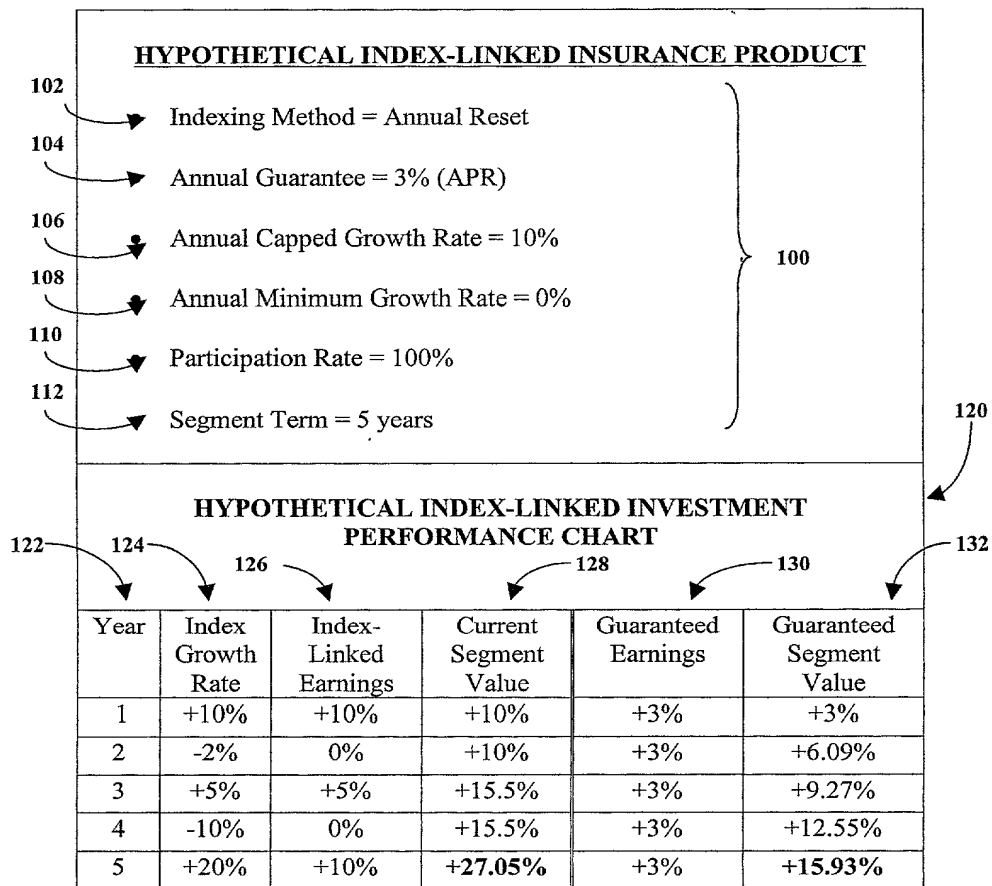 HYPOTHETICAL INDEX-LINKED INSURANCE PRODUCT
102
• Indexing Method = Annual Reset
104
• Annual Guarantee = 3% (APR)
106
• Annual Capped Growth Rate = 10%
100
108
• Annual Minimum Growth Rate = 0%
110
• Participation Rate = 100%
112
• Segment Term = 5 years
120
HYPOTHETICAL INDEX-LINKED INVESTMENT
PERFORMANCE CHART
122 124 126 128 130 132
Year Index Growth Rate Index-Linked Earnings Current Segment Value Guaranteed Earnings Guaranteed Segment Value
1 +10% +10% +10% +3% +3%
2 -2% 0% +10% +3% +6.09%
3 +5% +5% +15.5% +3% +9.27%
4 -10% 0% +15.5% +3% +12.55%
5 +20% +10% +27.05% +3% +15.93%